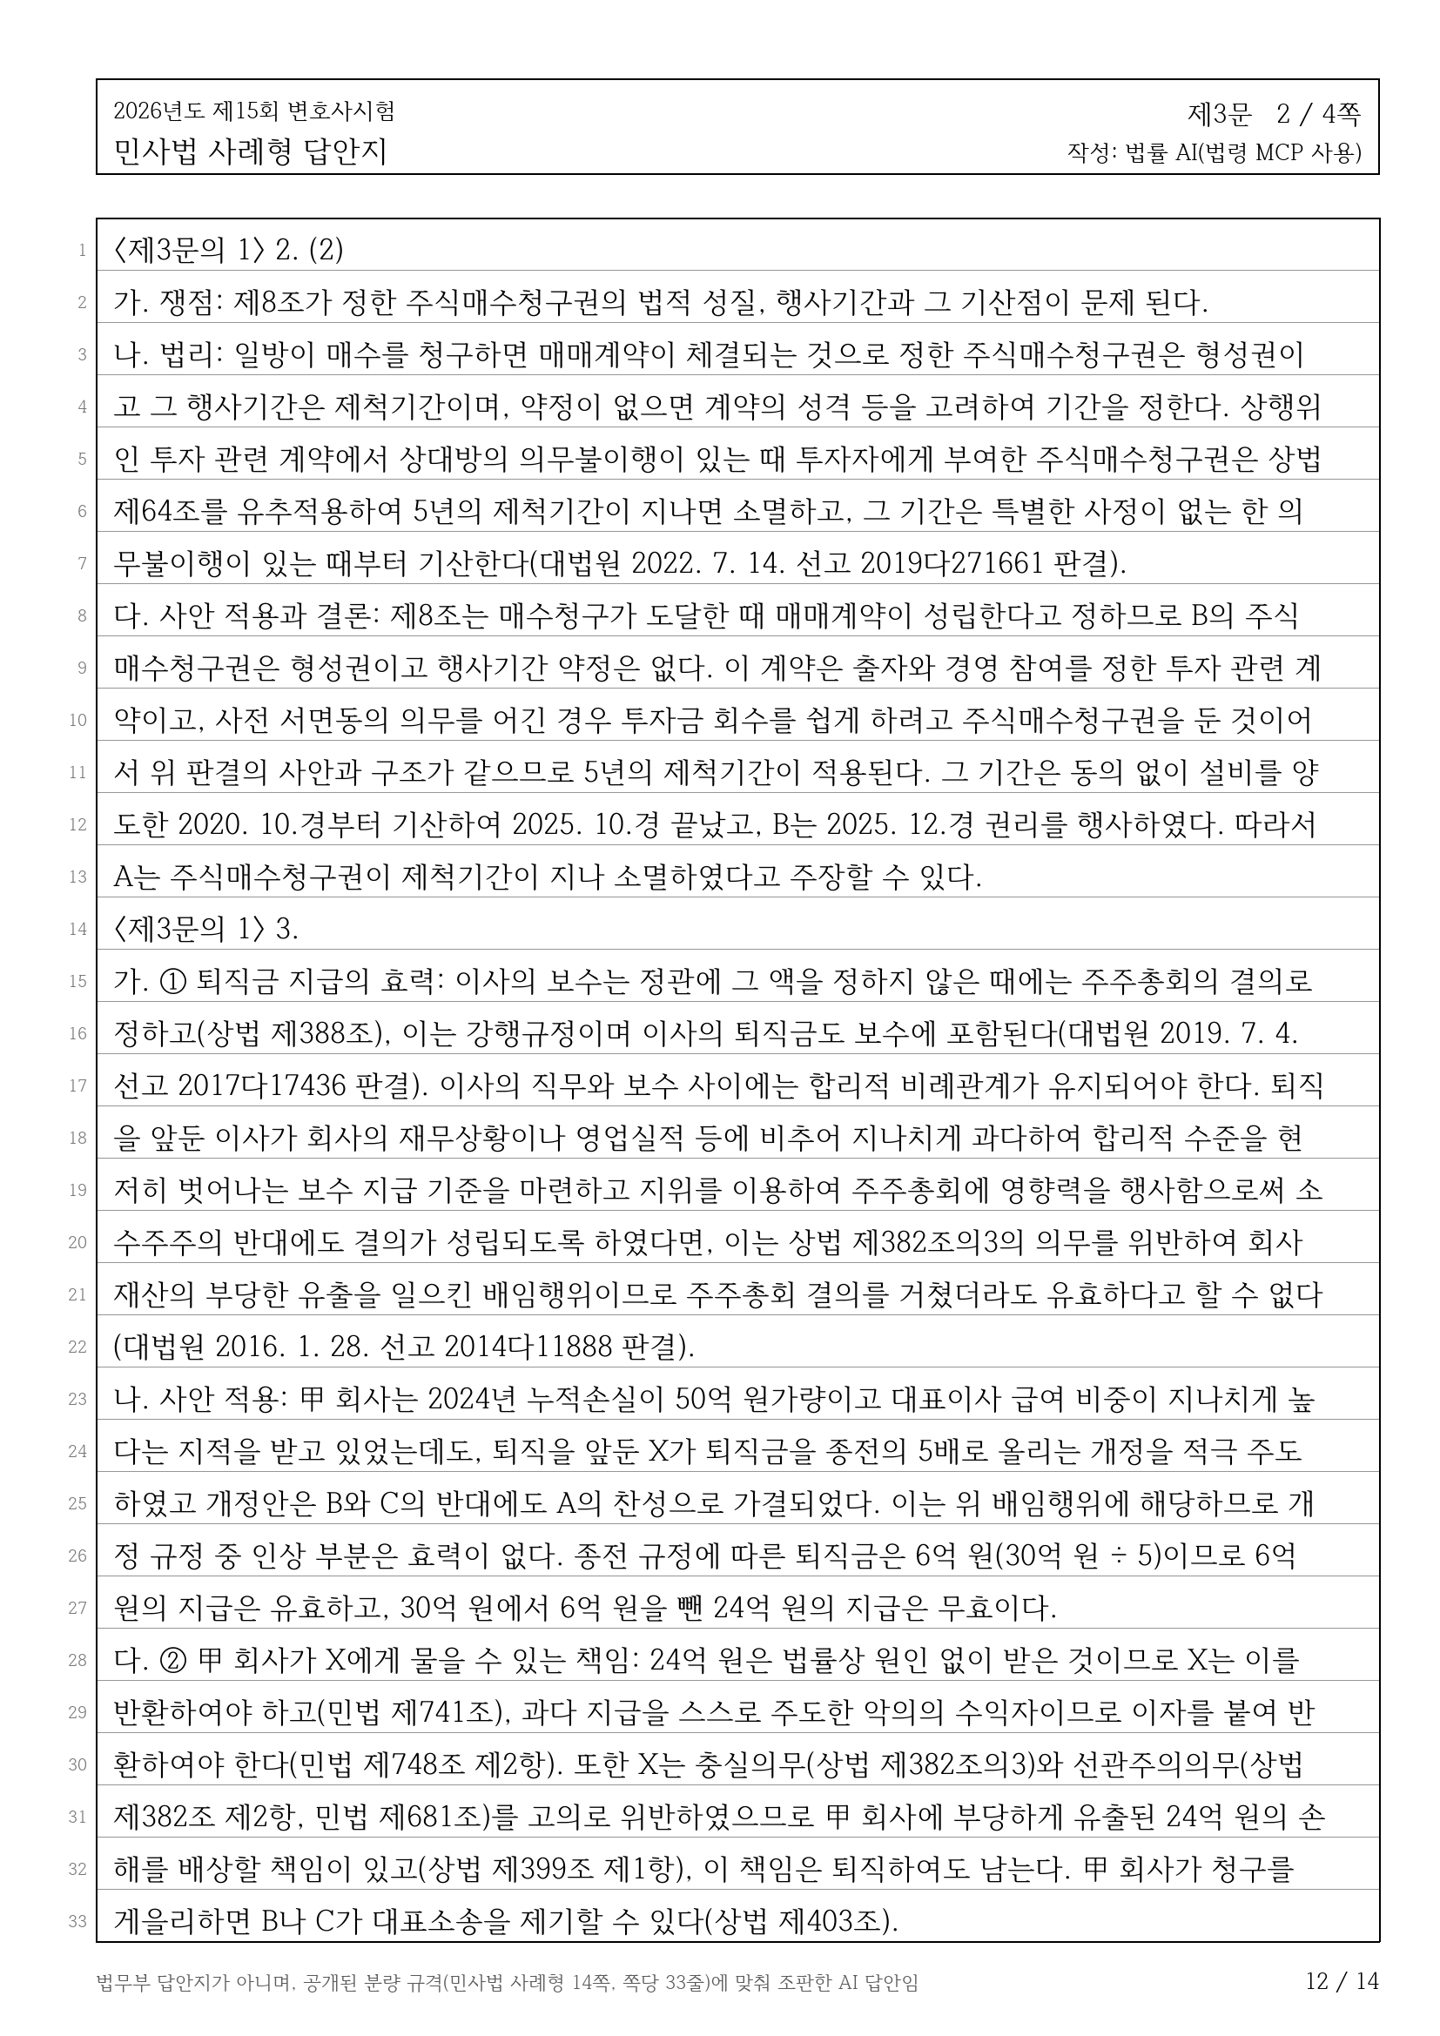 2026년도 제15회 변호사시험
민사법 사례형 답안지
제3문 2 / 4쪽
작성: 법률 AI(법령 MCP 사용)
1 〈제3문의 1〉 2. (2)
2 가. 쟁점: 제8조가 정한 주식매수청구권의 법적 성질, 행사기간과 그 기산점이 문제 된다.
3 나. 법리: 일방이 매수를 청구하면 매매계약이 체결되는 것으로 정한 주식매수청구권은 형성권이
4 고 그 행사기간은 제척기간이며, 약정이 없으면 계약의 성격 등을 고려하여 기간을 정한다. 상행위
5 인 투자 관련 계약에서 상대방의 의무불이행이 있는 때 투자자에게 부여한 주식매수청구권은 상법
6 제64조를 유추적용하여 5년의 제척기간이 지나면 소멸하고, 그 기간은 특별한 사정이 없는 한 의
7 무불이행이 있는 때부터 기산한다(대법원 2022. 7. 14. 선고 2019다271661 판결).
8 다. 사안 적용과 결론: 제8조는 매수청구가 도달한 때 매매계약이 성립한다고 정하므로 B의 주식
9 매수청구권은 형성권이고 행사기간 약정은 없다. 이 계약은 출자와 경영 참여를 정한 투자 관련 계
10 약이고, 사전 서면동의 의무를 어긴 경우 투자금 회수를 쉽게 하려고 주식매수청구권을 둔 것이어
11 서 위 판결의 사안과 구조가 같으므로 5년의 제척기간이 적용된다. 그 기간은 동의 없이 설비를 양
12 도한 2020. 10.경부터 기산하여 2025. 10.경 끝났고, B는 2025. 12.경 권리를 행사하였다. 따라서
13 A는 주식매수청구권이 제척기간이 지나 소멸하였다고 주장할 수 있다.
14 〈제3문의 1〉 3.
15 가. ① 퇴직금 지급의 효력: 이사의 보수는 정관에 그 액을 정하지 않은 때에는 주주총회의 결의로
16 정하고(상법 제388조), 이는 강행규정이며 이사의 퇴직금도 보수에 포함된다(대법원 2019. 7. 4.
17 선고 2017다17436 판결). 이사의 직무와 보수 사이에는 합리적 비례관계가 유지되어야 한다. 퇴직
18 을 앞둔 이사가 회사의 재무상황이나 영업실적 등에 비추어 지나치게 과다하여 합리적 수준을 현
19 저히 벗어나는 보수 지급 기준을 마련하고 지위를 이용하여 주주총회에 영향력을 행사함으로써 소
20 수주주의 반대에도 결의가 성립되도록 하였다면, 이는 상법 제382조의3의 의무를 위반하여 회사
21 재산의 부당한 유출을 일으킨 배임행위이므로 주주총회 결의를 거쳤더라도 유효하다고 할 수 없다
22 (대법원 2016. 1. 28. 선고 2014다11888 판결).
23 나. 사안 적용: 甲 회사는 2024년 누적손실이 50억 원가량이고 대표이사 급여 비중이 지나치게 높
24 다는 지적을 받고 있었는데도, 퇴직을 앞둔 X가 퇴직금을 종전의 5배로 올리는 개정을 적극 주도
25 하였고 개정안은 B와 C의 반대에도 A의 찬성으로 가결되었다. 이는 위 배임행위에 해당하므로 개
26 정 규정 중 인상 부분은 효력이 없다. 종전 규정에 따른 퇴직금은 6억 원(30억 원 ÷ 5)이므로 6억
27 원의 지급은 유효하고, 30억 원에서 6억 원을 뺀 24억 원의 지급은 무효이다.
28 다. ② 甲 회사가 X에게 물을 수 있는 책임: 24억 원은 법률상 원인 없이 받은 것이므로 X는 이를
29 반환하여야 하고(민법 제741조), 과다 지급을 스스로 주도한 악의의 수익자이므로 이자를 붙여 반
30 환하여야 한다(민법 제748조 제2항). 또한 X는 충실의무(상법 제382조의3)와 선관주의의무(상법
31 제382조 제2항, 민법 제681조)를 고의로 위반하였으므로 甲 회사에 부당하게 유출된 24억 원의 손
32 해를 배상할 책임이 있고(상법 제399조 제1항), 이 책임은 퇴직하여도 남는다. 甲 회사가 청구를
33 게을리하면 B나 C가 대표소송을 제기할 수 있다(상법 제403조).
법무부 답안지가 아니며, 공개된 분량 규격(민사법 사례형 14쪽, 쪽당 33줄)에 맞춰 조판한 AI 답안임
12 / 14